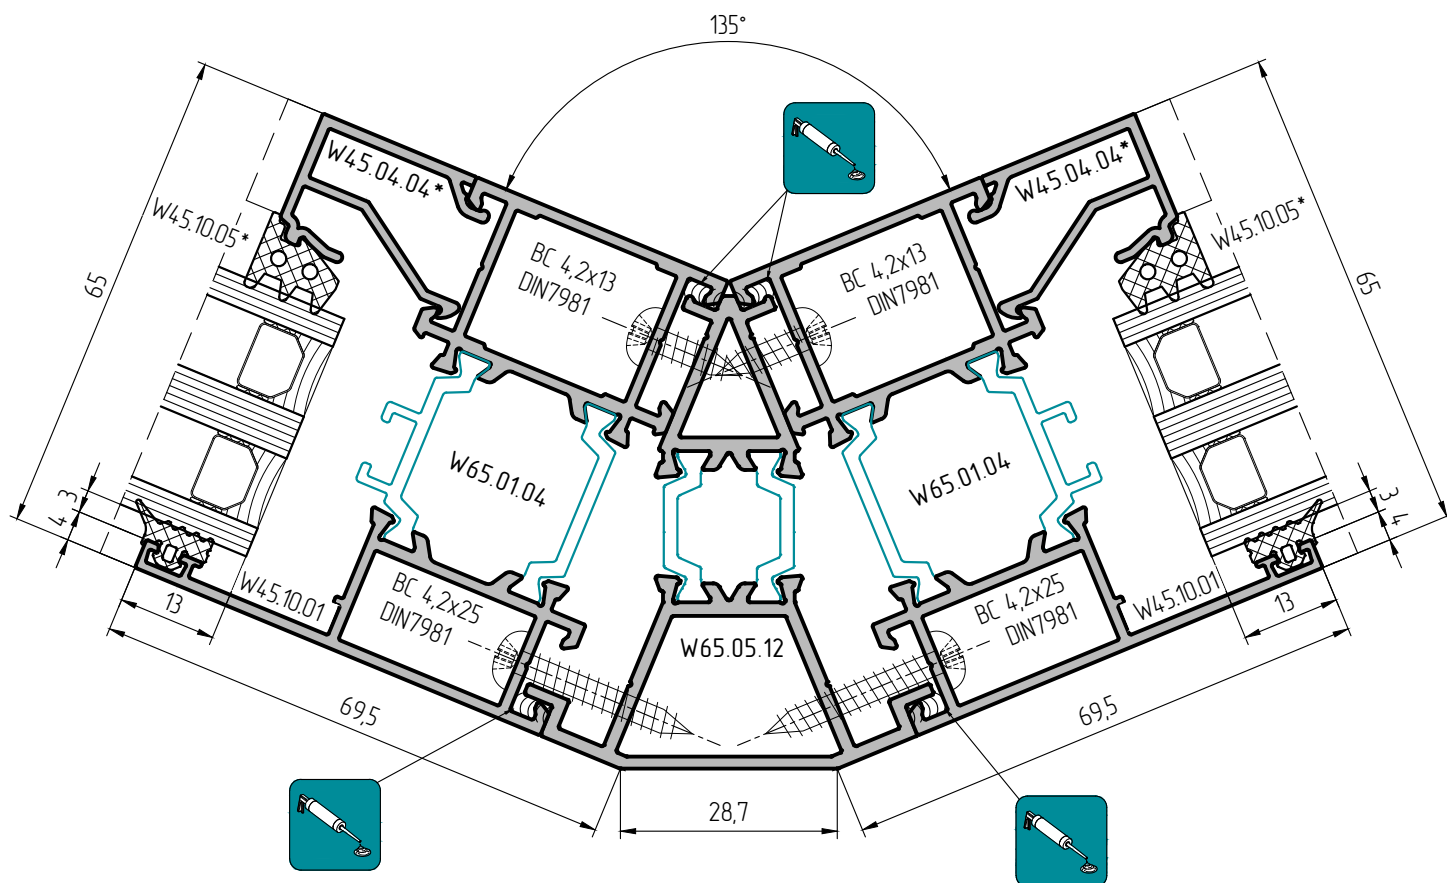 135°
W45.04.04*
W45.04.04*
W45.10.05*
W45.10.05*
BC 4,2x13
DIN7981
BC 4,2x13
DIN7981
65
65
W65.01.04
W65.01.04
3
4
3
4
W45.10.01
BC 4,2x25
DIN7981
BC 4,2x25
DIN7981
W45.10.01
13
13
W65.05.12
69,5
69,5
28,7